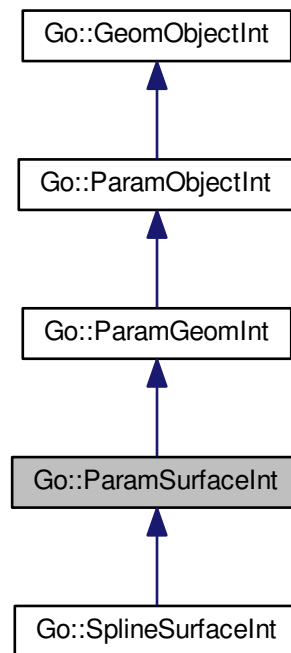 Go::GeomObjectInt
Go::ParamObjectInt
Go::ParamGeomInt
Go::ParamSurfaceInt
Go::SplineSurfaceInt